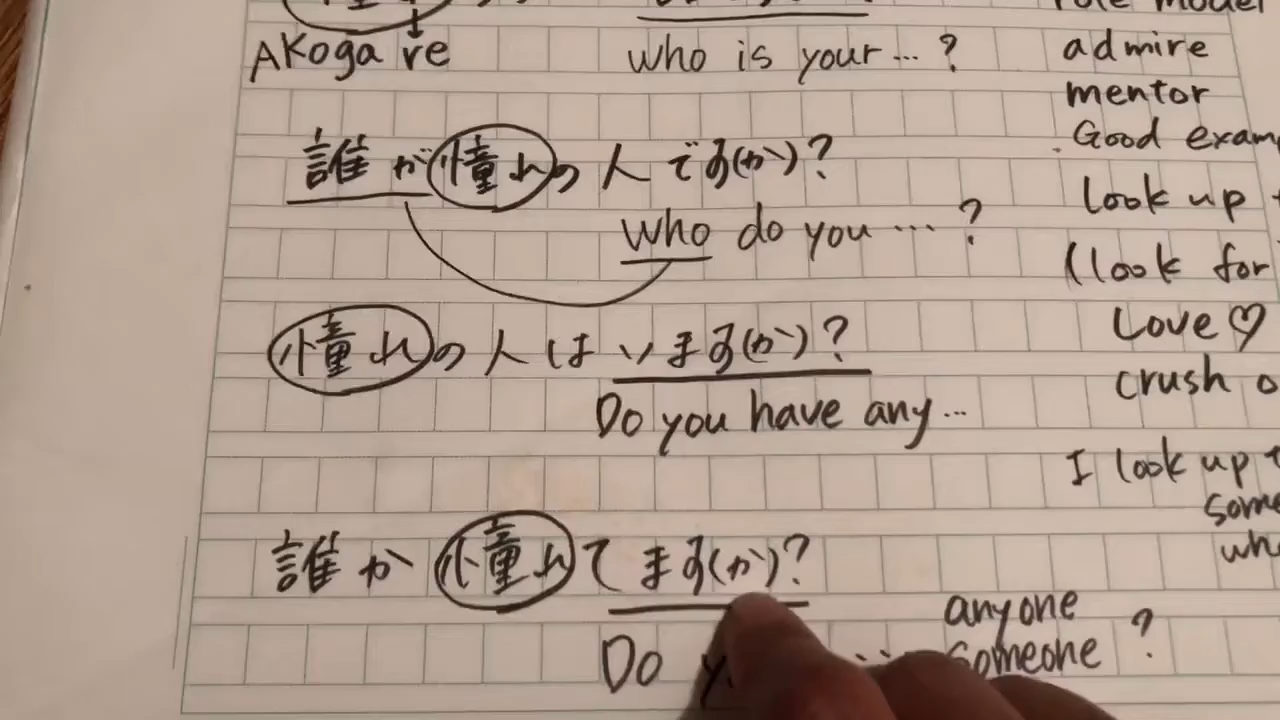 AKogare
who is your...?
role model
admire
mentor
Good exam
誰が憧れの人です(か)?
who do you...?
Look up
(look for
憧れの人はいます(か)?
Love♡
crush o
Do you have any...
I look up t
some
誰か憧れてます(か)?
Do
anyone
someone ?